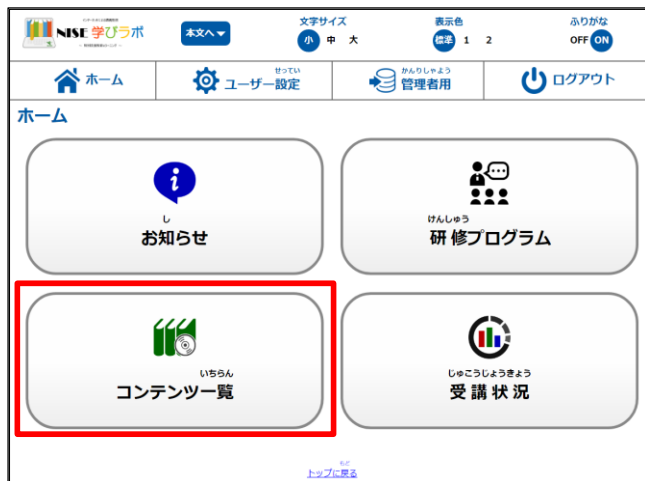 NISE 学びラボ
本文へ
文字サイズ
小 中 大
表示色
標準 1 2
ふりがな
OFF ON
ホーム
せってい
ユーザー設定
かんりしゃよう
管理者用
ログアウト
ホーム
し
お知らせ
けんしゅう
研修プログラム
いちらん
コンテンツ一覧
じゅこうじょうきょう
受講状況
もど
トップに戻る